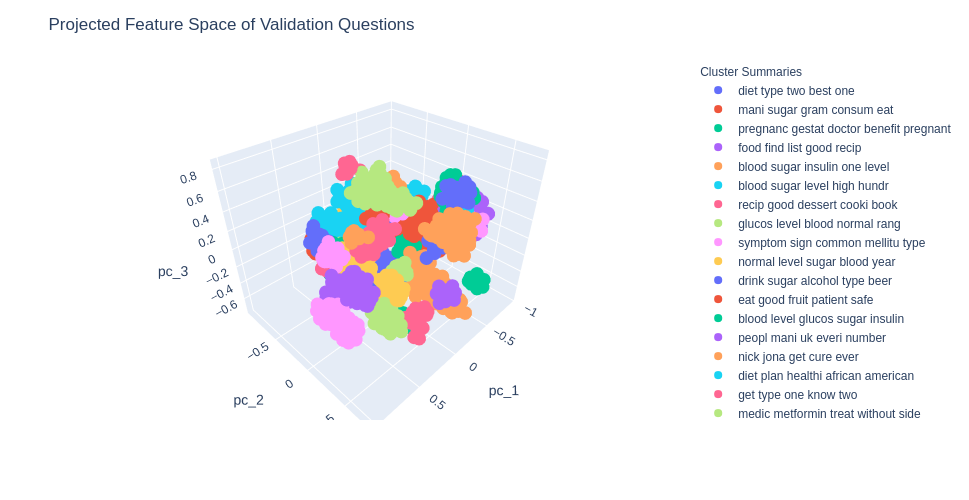 Projected Feature Space of Validation Questions
Cluster Summaries
diet type two best one
mani sugar gram consum eat
pregnanc gestat doctor benefit pregnant
food find list good recip
blood sugar insulin one level
blood sugar level high hundr
recip good dessert cooki book
glucos level blood normal rang
symptom sign common mellitu type
normal level sugar blood year
drink sugar alcohol type beer
eat good fruit patient safe
blood level glucos sugar insulin
peopl mani uk everi number
nick jona get cure ever
diet plan healthi african american
get type one know two
medic metformin treat without side
0.8
0.6
0.4
0.2
0
−0.2
−0.4
−0.6
pc_3
−0.5
0
pc_2
−1
−0.5
0
0.5
pc_1